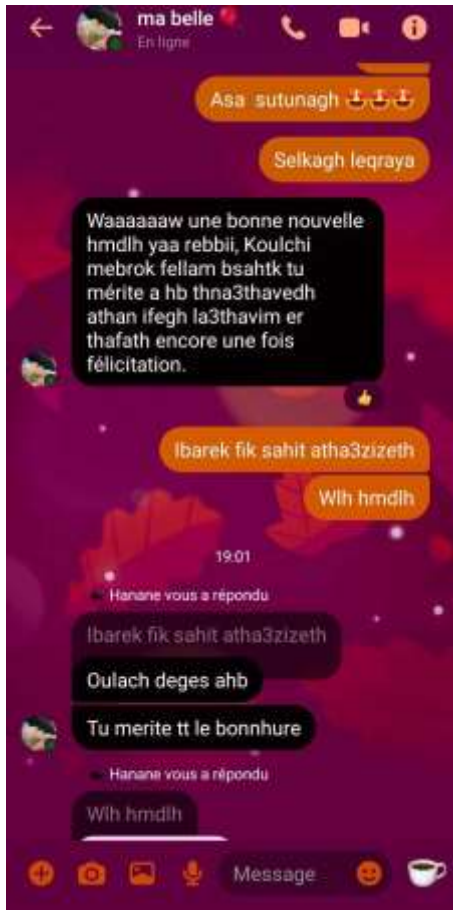 ma belle
En ligne
Asa sutunagh
Selkagh leqraya
Waaaaaaw une bonne nouvelle
hmdlh yaa rebbii, Koulchi
mebrok fellam bsahtk tu
mérite a hb thna3thavedh
athan ifegh la3thavim er
thafath encore une fois
félicitation.
Ibarek fik sahit atha3zizeth
Wlh hmdlh
19:01
Hanane vous a répondu
Ibarek fik sahit atha3zizeth
Oulach deges ahb
Tu merite tt le bonnhure
Hanane vous a répondu
Wlh hmdlh
Message